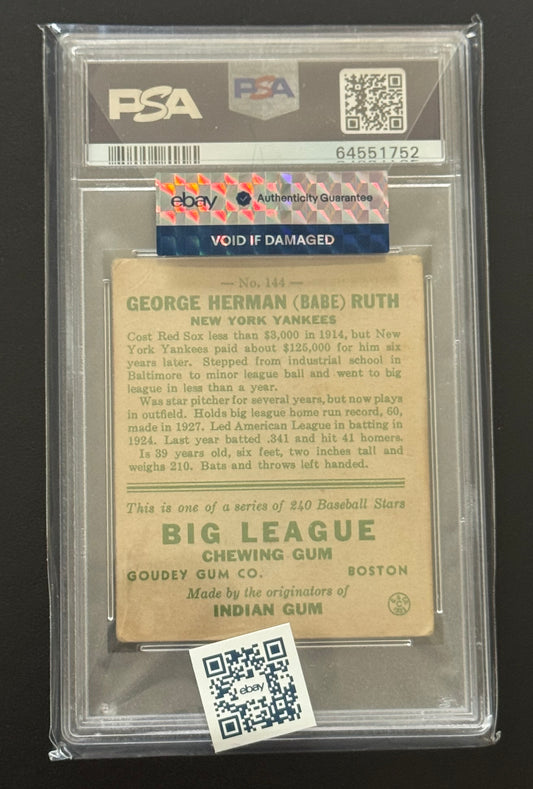 PSA
PSA
64551752
ebay Authenticity Guarantee
VOID IF DAMAGED
— No. 144 —
GEORGE HERMAN (BABE) RUTH
NEW YORK YANKEES
Cost Red Sox less than $3,000 in 1914, but New
York Yankees paid about $125,000 for him six
years later. Stepped from industrial school in
Baltimore to minor league ball and went to big
league in less than a year.
Was star pitcher for several years, but now plays
in outfield. Holds big league home run record, 60,
made in 1927. Led American League in batting in
1924. Last year batted .341 and hit 41 homers.
Is 39 years old, six feet, two inches tall and
weighs 210. Bats and throws left handed.
This is one of a series of 240 Baseball Stars
BIG LEAGUE
CHEWING GUM
GOUDEY GUM CO. BOSTON
Made by the originators of
INDIAN GUM
ebay